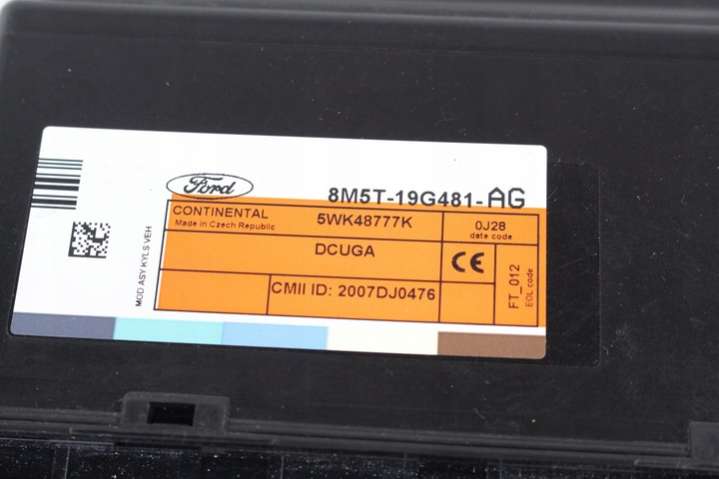 Ford
8M5T-19G481-AG
CONTINENTAL
Made in Czech Republic
5WK48777K
0J28
date code
DCUGA
CE
CMII ID: 2007DJ0476
FT_012
EOL code
MOD ASY KYLS VEH